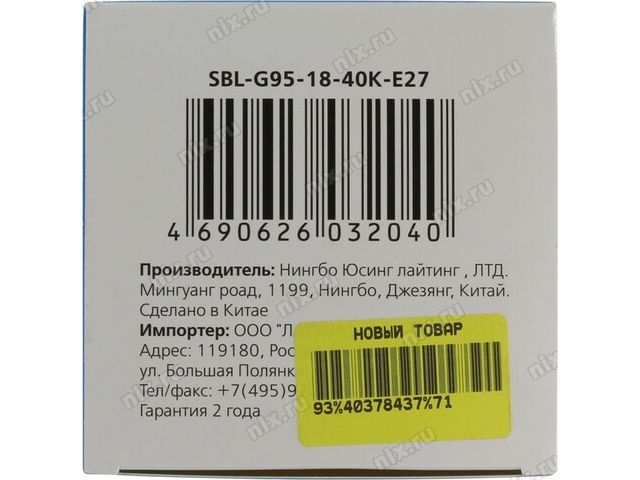 SBL-G95-18-40K-E27
4 690626 032040
Производитель: Нингбо Юсинг лайтинг , ЛТД.
Мингуанг роад, 1199, Нингбо, Джезянг, Китай.
Сделано в Китае
Импортер: ООО
Адрес: 119180,
ул. Большая
Тел/факс: +7(495)9
Гарантия 2 года
НОВЫЙ ТОВАР
93%40378437%71
nix.ru